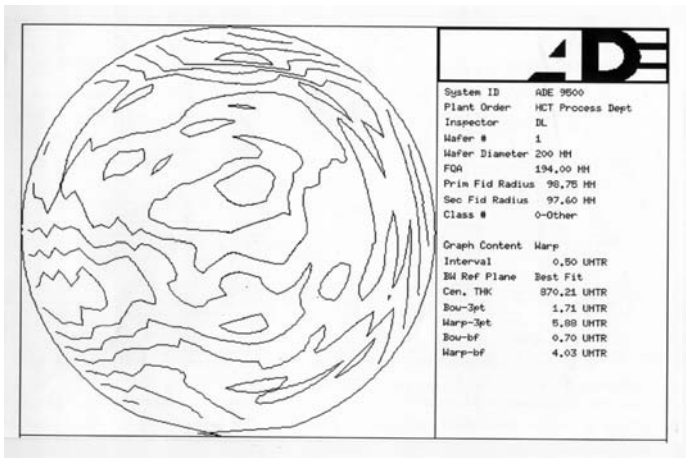 ADE
System ID ADE 9500
Plant Order HCT Process Dept
Inspector DL
Wafer # 1
Wafer Diameter 200 MM
FQA 194.00 MM
Prim Fid Radius 98.75 MM
Sec Fid Radius 97.60 MM
Class # 0-Other
Graph Content Warp
Interval 0.50 UMTR
BW Ref Plane Best Fit
Cen. THK 870.21 UMTR
Bow-3pt 1.71 UMTR
Warp-3pt 5.88 UMTR
Bow-bf 0.70 UMTR
Warp-bf 4.03 UMTR